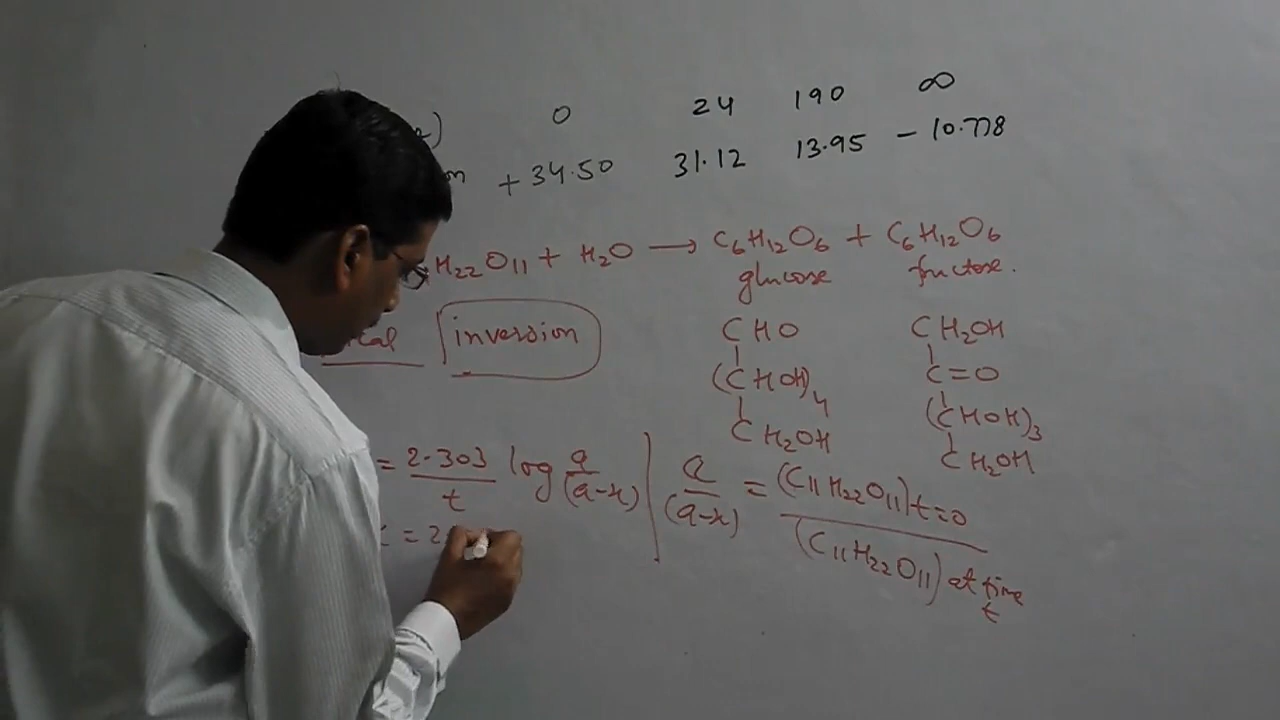 0 24 190 ∞
+34.50 31.12 13.95 -10.778
H₂₂O₁₁ + H₂O → C₆H₁₂O₆ + C₆H₁₂O₆
glucose fructose.
inversion
CHO CH₂OH
(CHOH)₄ C=O
CH₂OH (CHOH)₃
CH₂OH
= 2.303/t log a/(a-x)
a/(a-x) = (C₁₁H₂₂O₁₁)t=0 / (C₁₁H₂₂O₁₁) at time t
= 2.